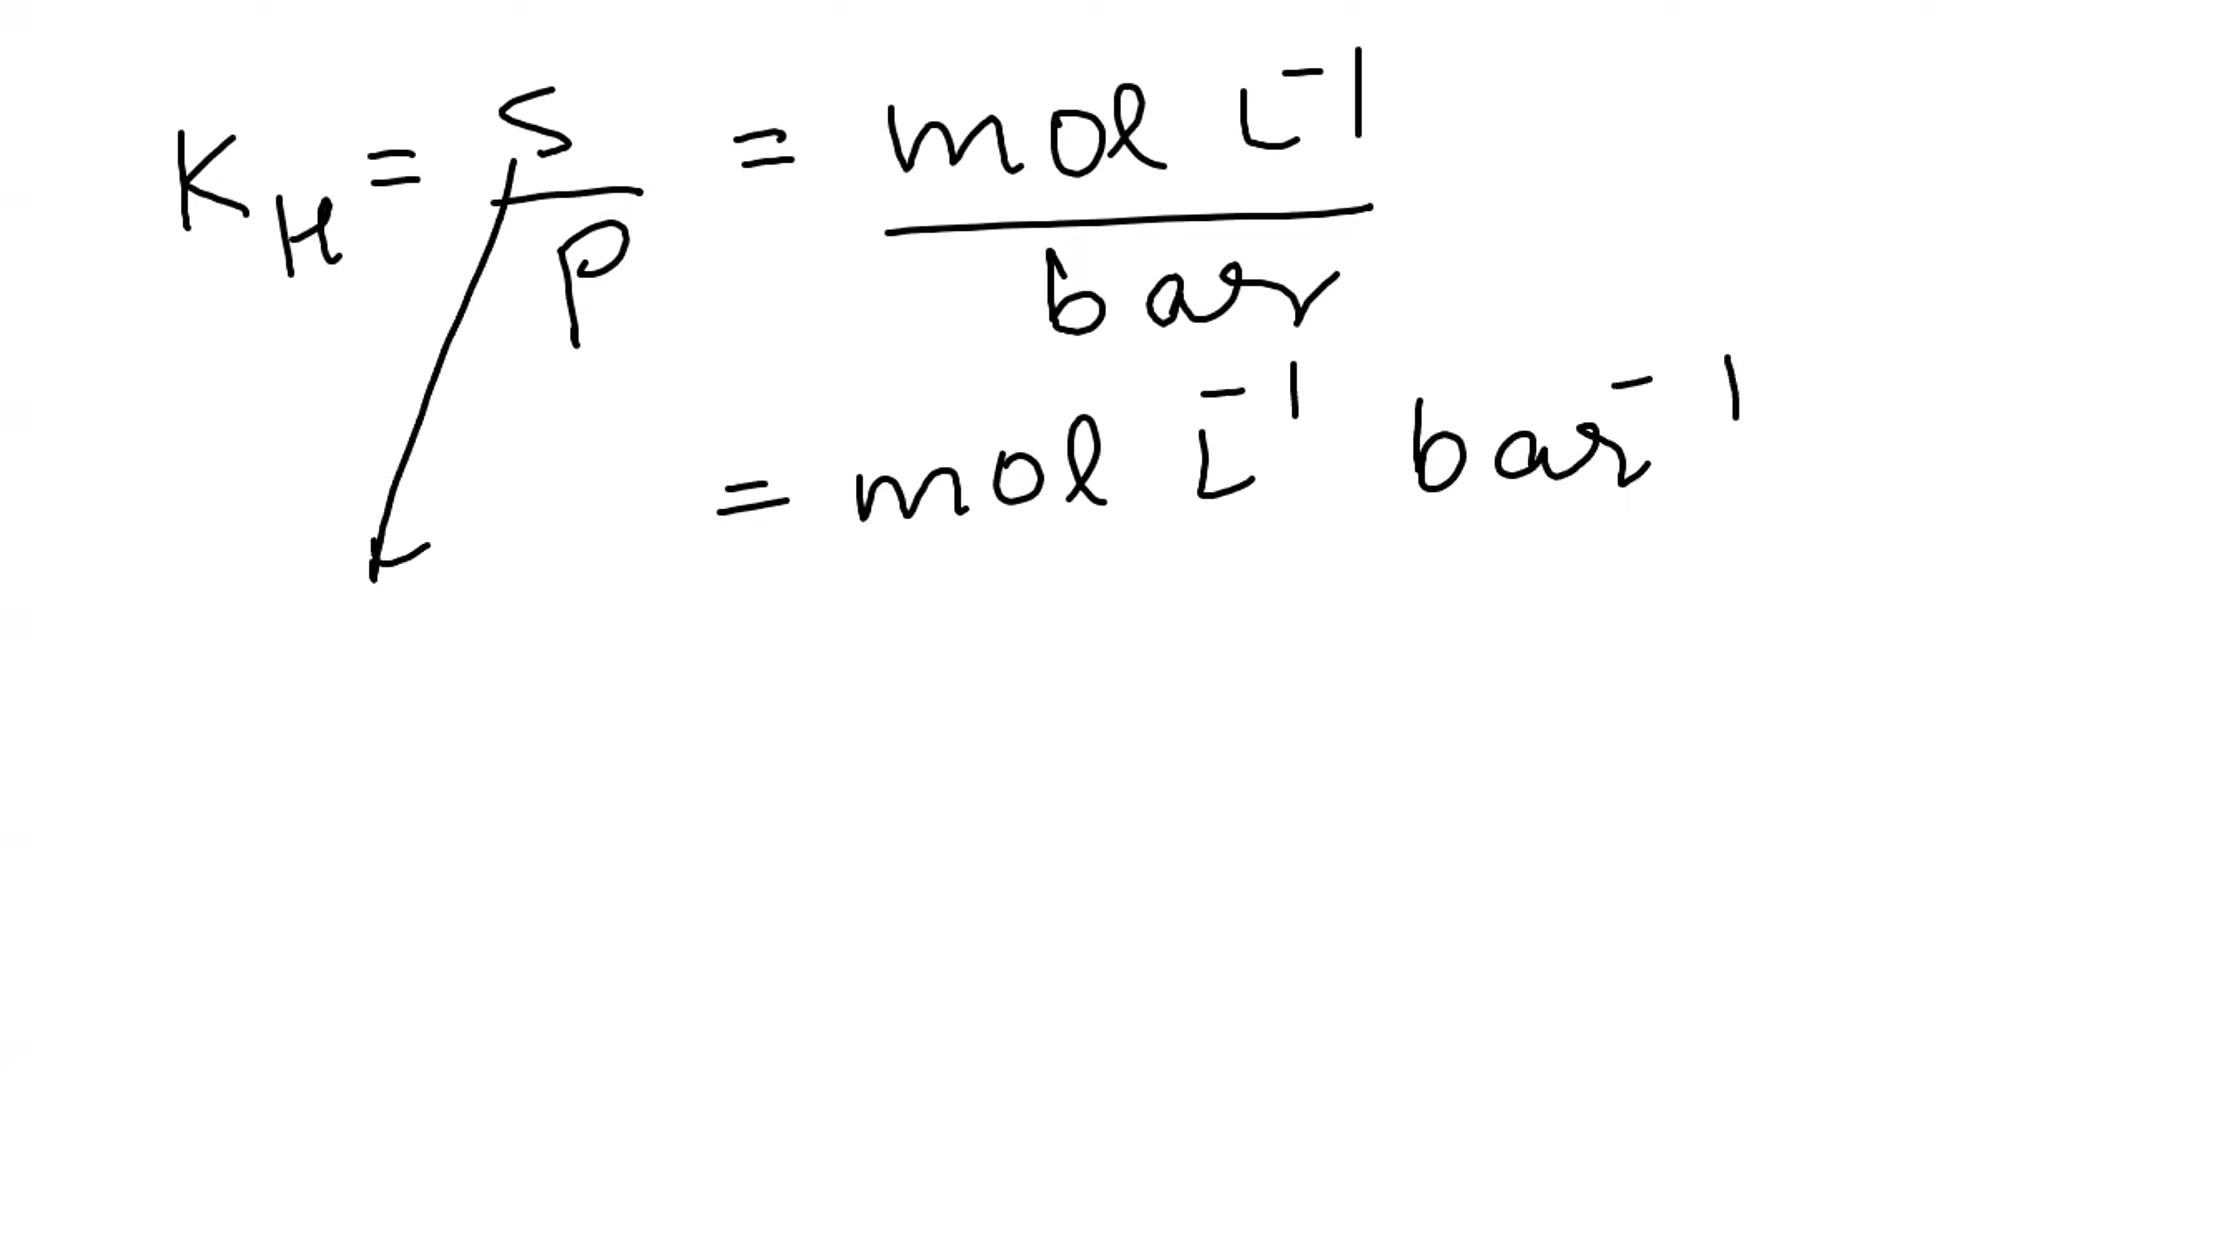 K_H = S/P = mol L^-1 / bar
= mol L^-1 bar^-1